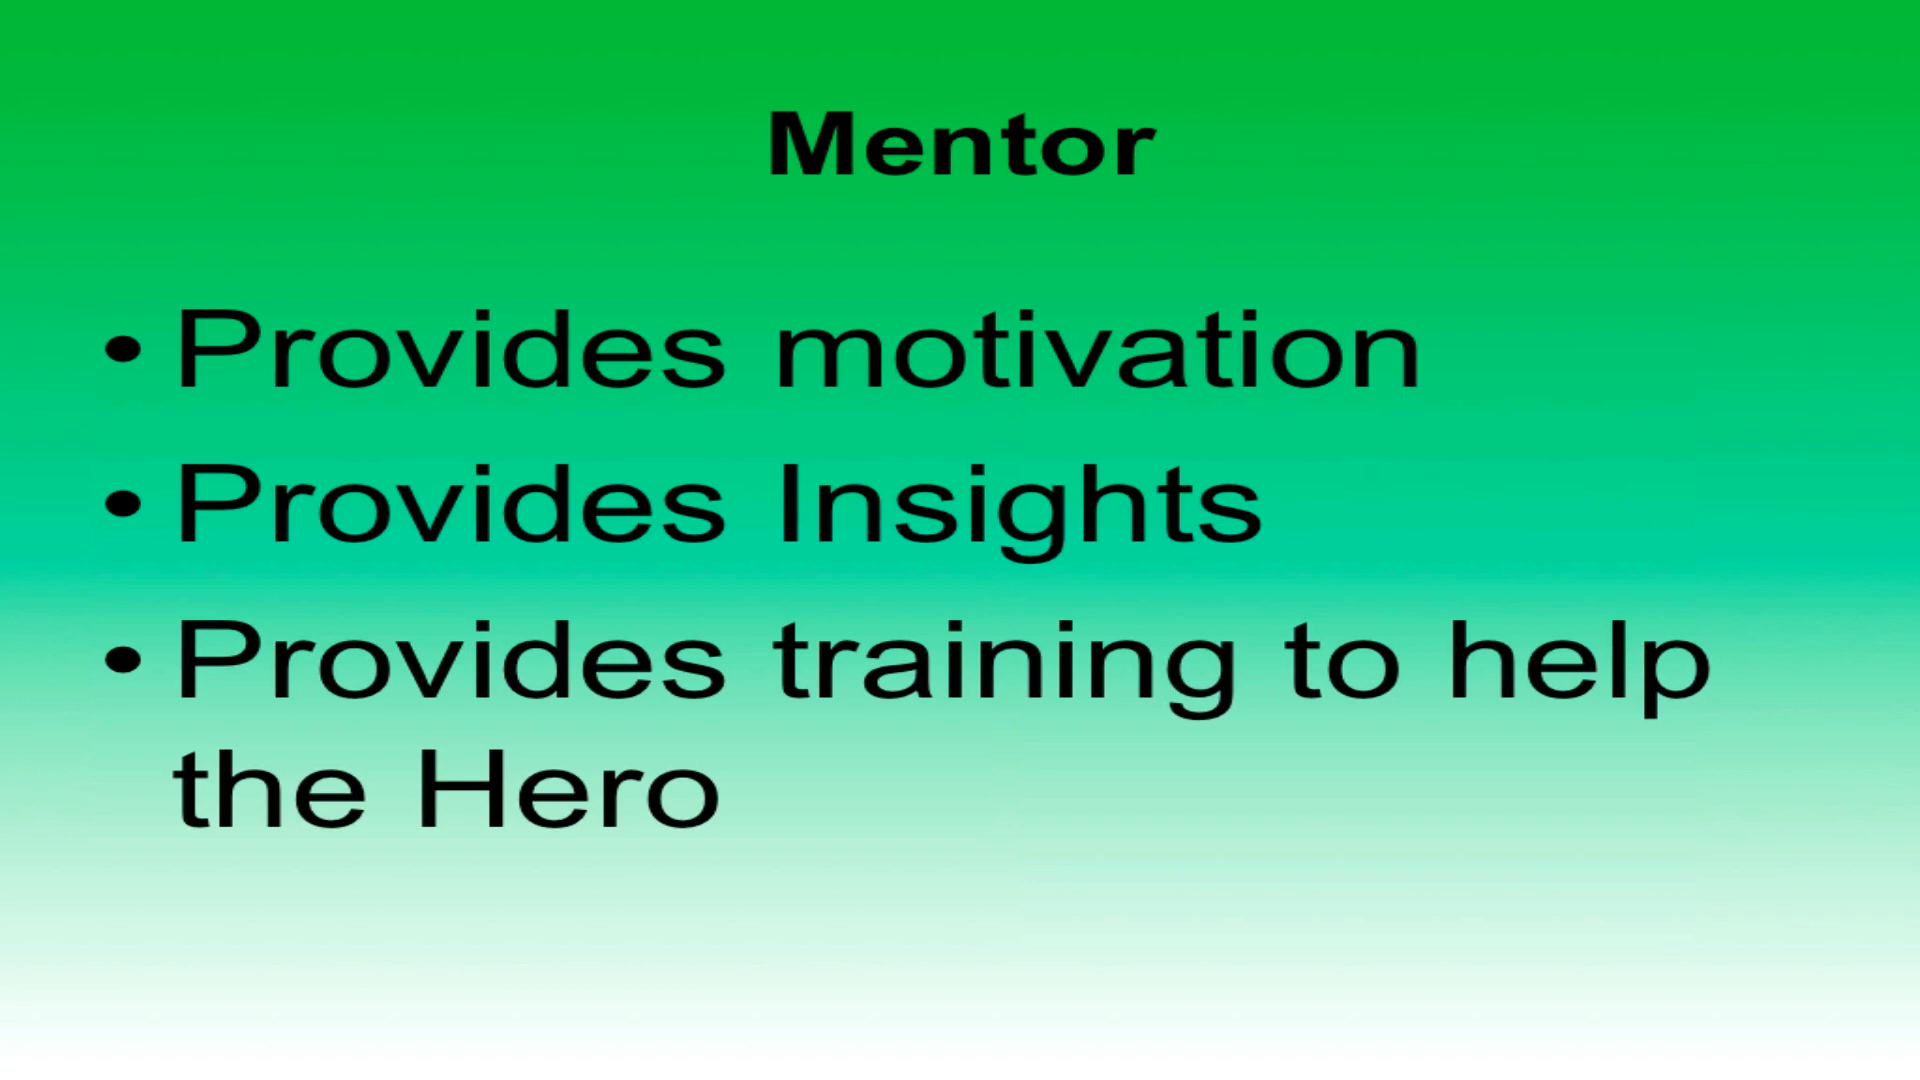 Mentor
• Provides motivation
• Provides Insights
• Provides training to help
the Hero